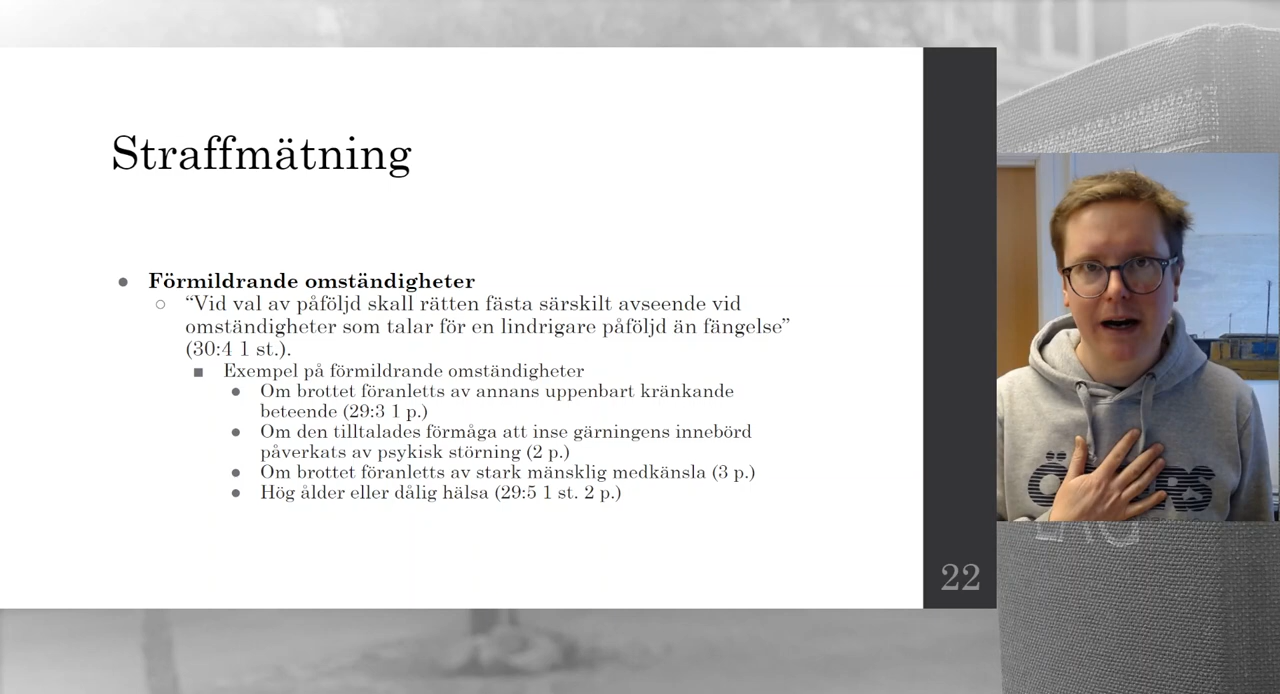 Straffmätning
● Förmildrande omständigheter
○ “Vid val av påföljd skall rätten fästa särskilt avseende vid
omständigheter som talar för en lindrigare påföljd än fängelse”
(30:4 1 st.).
■ Exempel på förmildrande omständigheter
● Om brottet föranletts av annans uppenbart kränkande
beteende (29:3 1 p.)
● Om den tilltalades förmåga att inse gärningens innebörd
påverkats av psykisk störning (2 p.)
● Om brottet föranletts av stark mänsklig medkänsla (3 p.)
● Hög ålder eller dålig hälsa (29:5 1 st. 2 p.)
22